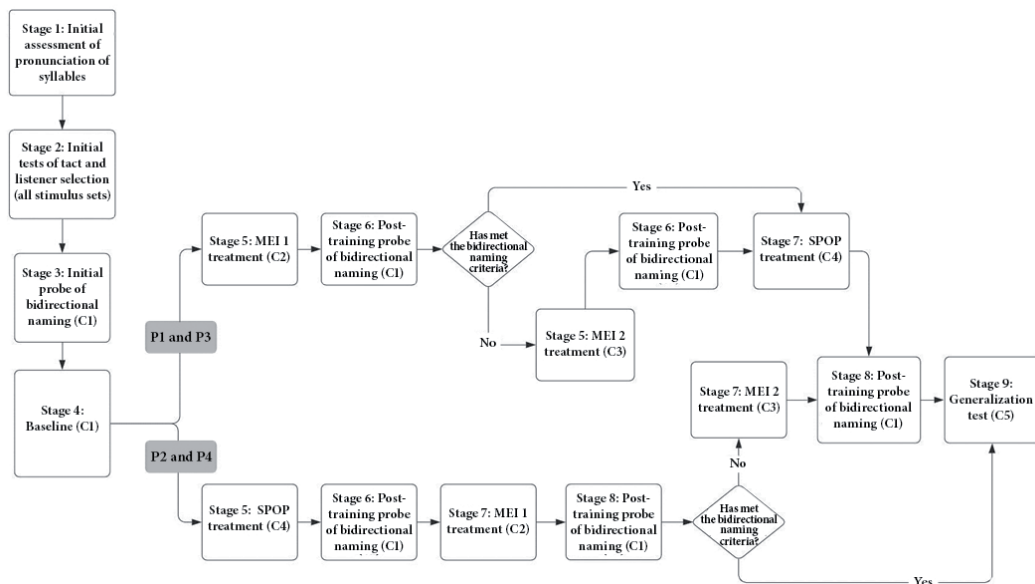 Stage 1: Initial
assessment of
pronunciation of
syllables
Stage 2: Initial
tests of tact and
listener selection
(all stimulus sets)
Stage 3: Initial
probe of
bidirectional
naming (C1)
Stage 4:
Baseline (C1)
P1 and P3
Stage 5: MEI 1
treatment (C2)
Stage 6: Post-
training probe
of bidirectional
naming (C1)
Has met
the bidirectional
naming
criteria?
Yes
No
Stage 5: MEI 2
treatment (C3)
Stage 6: Post-
training probe
of bidirectional
naming (C1)
Stage 7: SPOP
treatment (C4)
P2 and P4
Stage 5: SPOP
treatment (C4)
Stage 6: Post-
training probe
of bidirectional
naming (C1)
Stage 7: MEI 1
treatment (C2)
Stage 8: Post-
training probe
of bidirectional
naming (C1)
Has met
the bidirectional
naming
criteria?
No
Yes
Stage 7: MEI 2
treatment (C3)
Stage 8: Post-
training probe
of bidirectional
naming (C1)
Stage 9:
Generalization
test (C5)